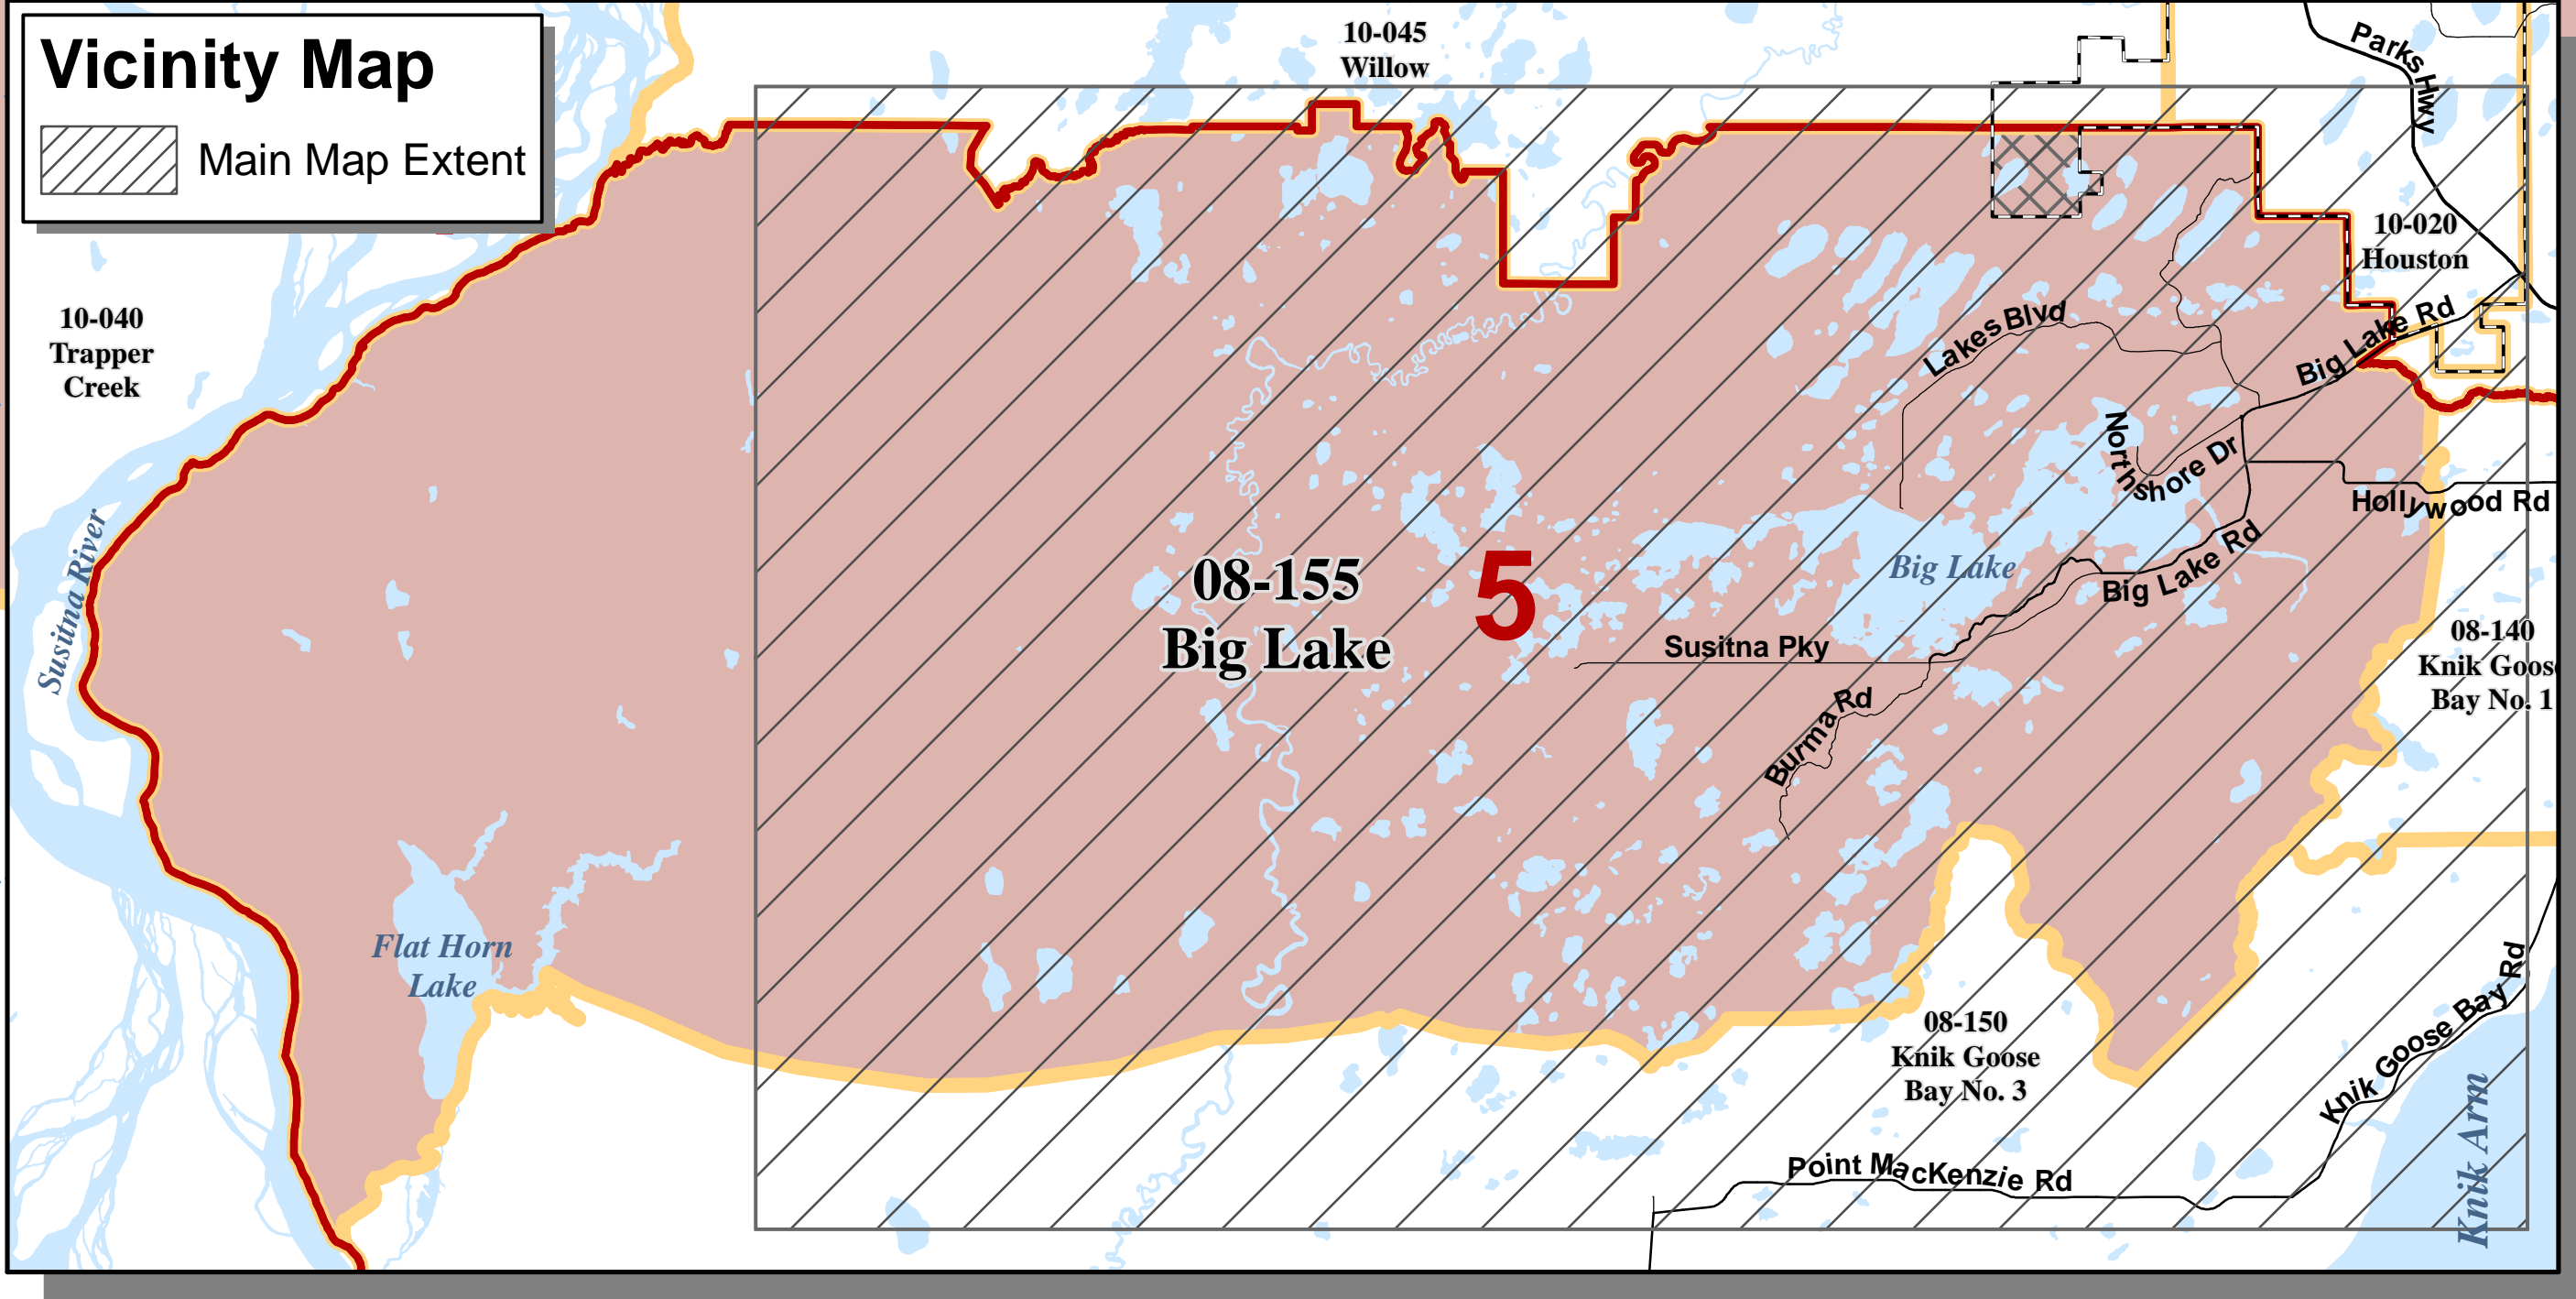 Vicinity Map
Main Map Extent
10-045
Willow
Parks Hwy
10-020
Houston
10-040
Trapper
Creek
Lakes Blvd
Big Lake Rd
North Shore Dr
Hollywood Rd
Susitna River
08-155
Big Lake
5
Big Lake
Big Lake Rd
Susitna Pky
08-140
Knik Goose
Bay No. 1
Burma Rd
Flat Horn
Lake
08-150
Knik Goose
Bay No. 3
Knik Goose Bay Rd
Point MacKenzie Rd
Knik Arm